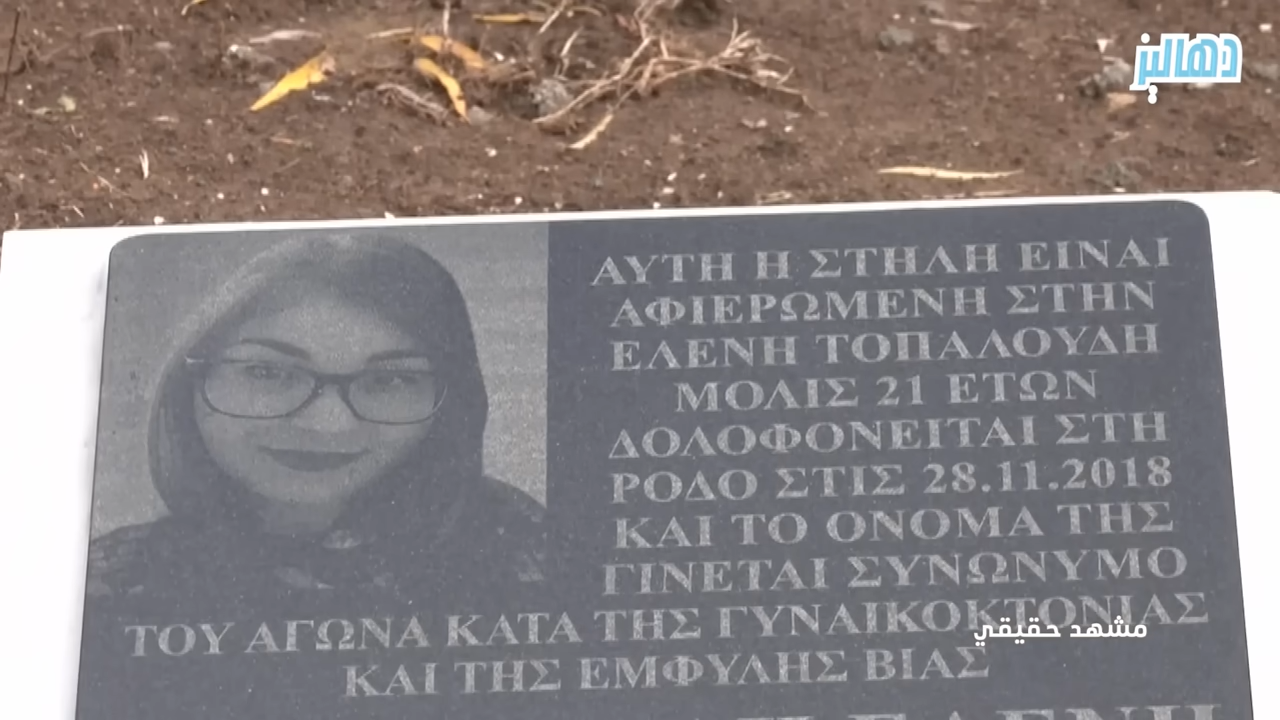 دهاليز
ΑΥΤΗ Η ΣΤΗΛΗ ΕΙΝΑΙ
ΑΦΙΕΡΩΜΕΝΗ ΣΤΗΝ
ΕΛΕΝΗ ΤΟΠΑΛΟΥΔΗ
ΜΟΛΙΣ 21 ΕΤΩΝ
ΔΟΛΟΦΟΝΕΙΤΑΙ ΣΤΗ
ΡΟΔΟ ΣΤΙΣ 28.11.2018
ΚΑΙ ΤΟ ΟΝΟΜΑ ΤΗΣ
ΓΙΝΕΤΑΙ ΣΥΝΩΝΥΜΟ
ΤΟΥ ΑΓΩΝΑ ΚΑΤΑ ΤΗΣ ΓΥΝΑΙΚΟΚΤΟΝΙΑΣ
مشهد حقيقي
ΚΑΙ ΤΗΣ ΕΜΦΥΛΗΣ ΒΙΑΣ